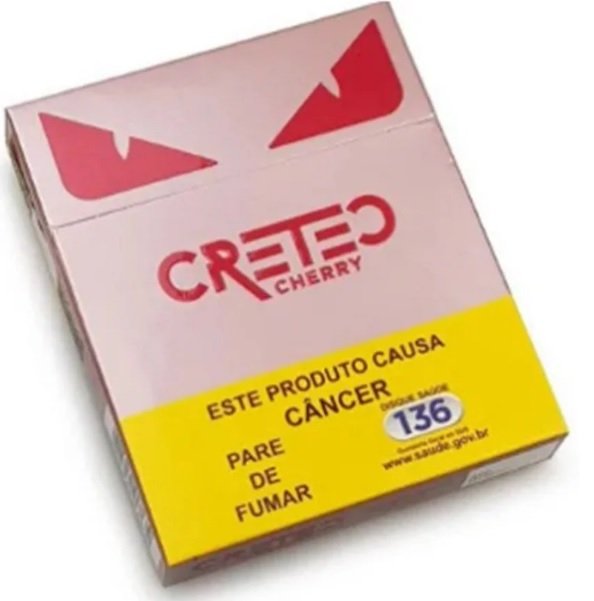 CRETEC
CHERRY
ESTE PRODUTO CAUSA
CÂNCER
PARE
DE
FUMAR
DISQUE SAÚDE
136
www.saude.gov.br